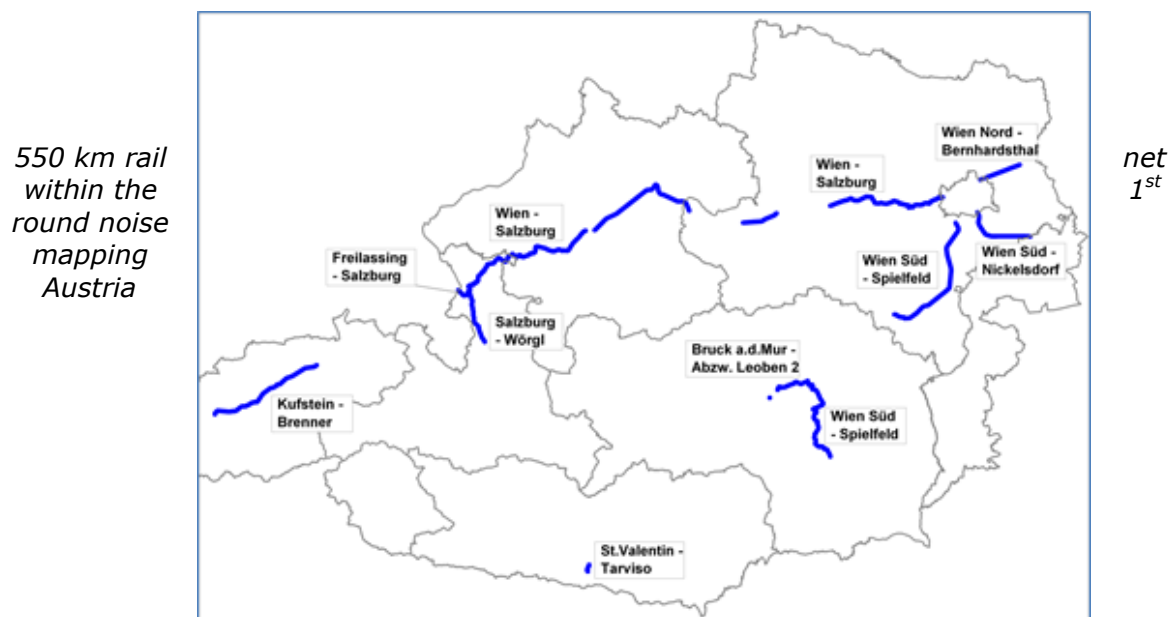 550 km rail
within the
round noise
mapping
Austria
net
1st
Wien Nord -
Bernhardsthal
Wien -
Salzburg
Wien -
Salzburg
Freilassing
- Salzburg
Wien Süd
- Spielfeld
Wien Süd -
Nickelsdorf
Salzburg
- Wörgl
Bruck a.d.Mur -
Abzw. Leoben 2
Kufstein -
Brenner
Wien Süd
- Spielfeld
St.Valentin -
Tarviso